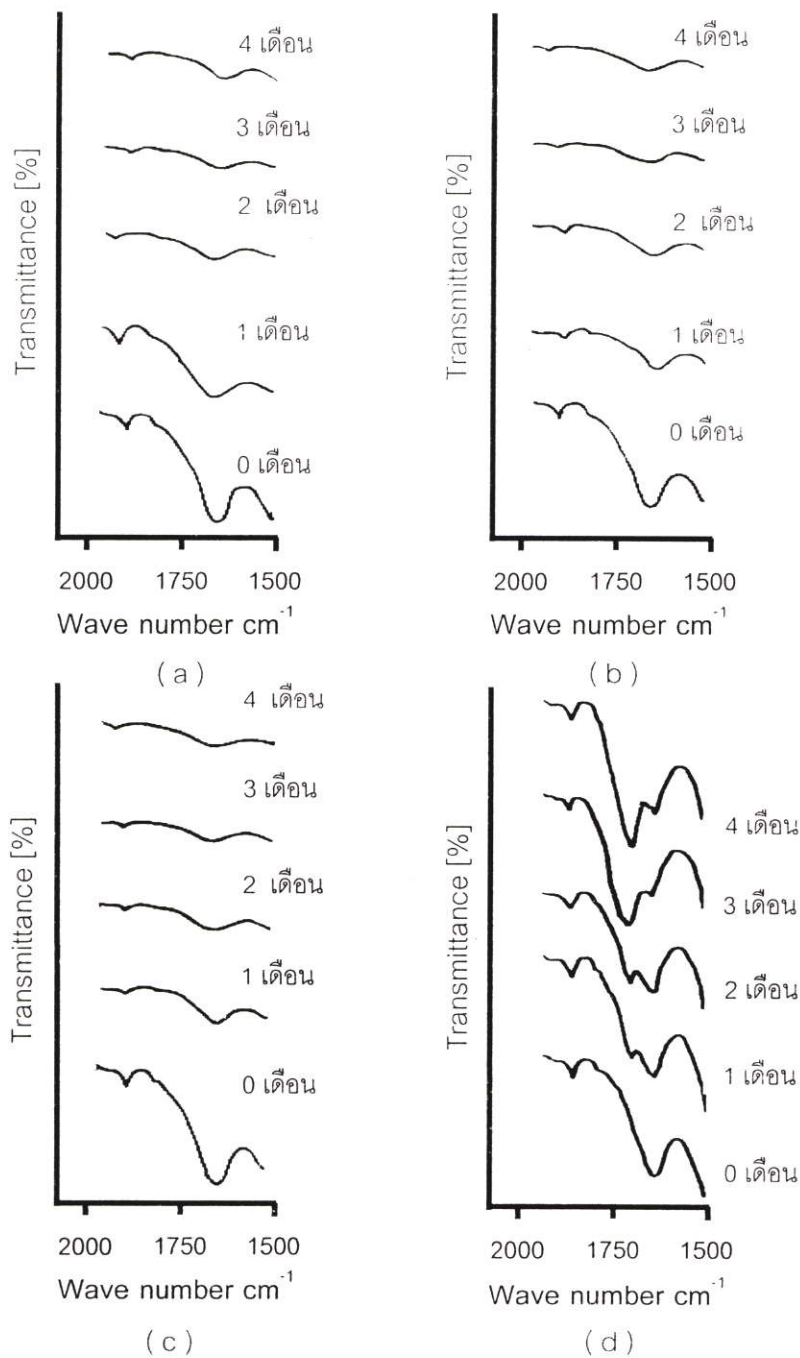 4 เดือน
3 เดือน
2 เดือน
1 เดือน
0 เดือน
Transmittance [%]
2000 1750 1500
Wave number cm⁻¹
(a)
4 เดือน
3 เดือน
2 เดือน
1 เดือน
0 เดือน
Transmittance [%]
2000 1750 1500
Wave number cm⁻¹
(b)
4 เดือน
3 เดือน
2 เดือน
1 เดือน
0 เดือน
Transmittance [%]
2000 1750 1500
Wave number cm⁻¹
(c)
4 เดือน
3 เดือน
2 เดือน
1 เดือน
0 เดือน
Transmittance [%]
2000 1750 1500
Wave number cm⁻¹
(d)